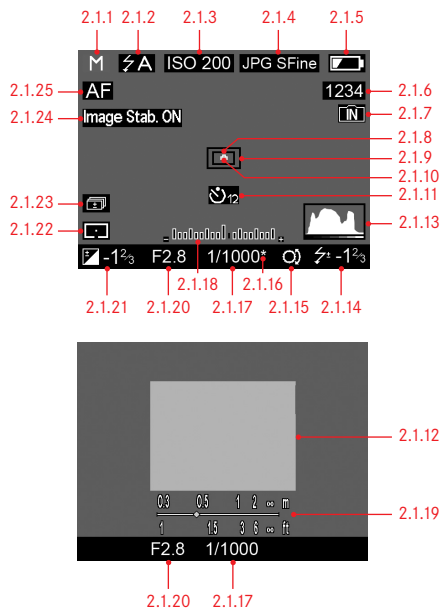 2.1.1 2.1.2 2.1.3 2.1.4 2.1.5
M ⚡A ISO 200 JPG SFine
2.1.25 AF 1234 2.1.6
2.1.24 Image Stab. ON IN 2.1.7
2.1.8
2.1.9
2.1.10
12 2.1.11
2.1.23
2.1.13
2.1.22
- +
-1⅔ F2.8 1/1000* ⚡± -1⅔
2.1.18 2.1.16
2.1.21 2.1.20 2.1.17 2.1.15 2.1.14
2.1.12
0.3 0.5 1 2 ∞ m
2.1.19
1 1.5 3 6 ∞ ft
F2.8 1/1000
2.1.20 2.1.17